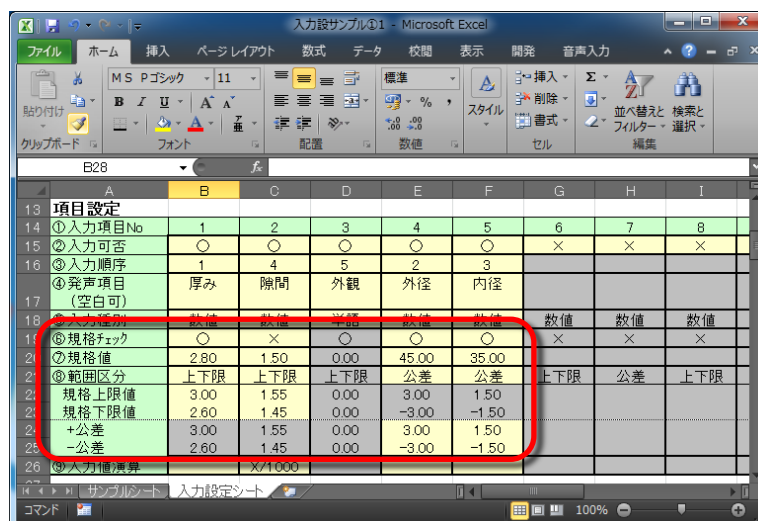 入力設サンプル①1 - Microsoft Excel
ファイル ホーム 挿入 ページ レイアウト 数式 データ 校閲 表示 開発 音声入力
貼り付け MS Pゴシック 11 標準 スタイル 挿入 削除 書式 Σ 並べ替えと フィルター 検索と 選択
B I U A A % ,
クリップボード フォント 配置 数値 セル 編集
B28 fx
A B C D E F G H I
13 項目設定
14 ①入力項目No 1 2 3 4 5 6 7 8
15 ②入力可否 ○ ○ ○ ○ ○ × × ×
16 ③入力順序 1 4 5 2 3
④発声項目 厚み 隙間 外観 外径 内径
17 (空白可)
18 ⑤入力種別 数値 数値 単語 数値 数値 数値 数値 数値
19 ⑥規格チェック ○ × ○ ○ ○ × × ×
20 ⑦規格値 2.80 1.50 0.00 45.00 35.00
21 ⑧範囲区分 上下限 上下限 上下限 公差 公差 上下限 公差 上下限
22 規格上限値 3.00 1.55 0.00 3.00 1.50
23 規格下限値 2.60 1.45 0.00 -3.00 -1.50
24 +公差 3.00 1.55 0.00 3.00 1.50
25 -公差 2.60 1.45 0.00 -3.00 -1.50
26 ⑨入力値演算 X/1000
サンプルシート 入力設定シート
コマンド 100%